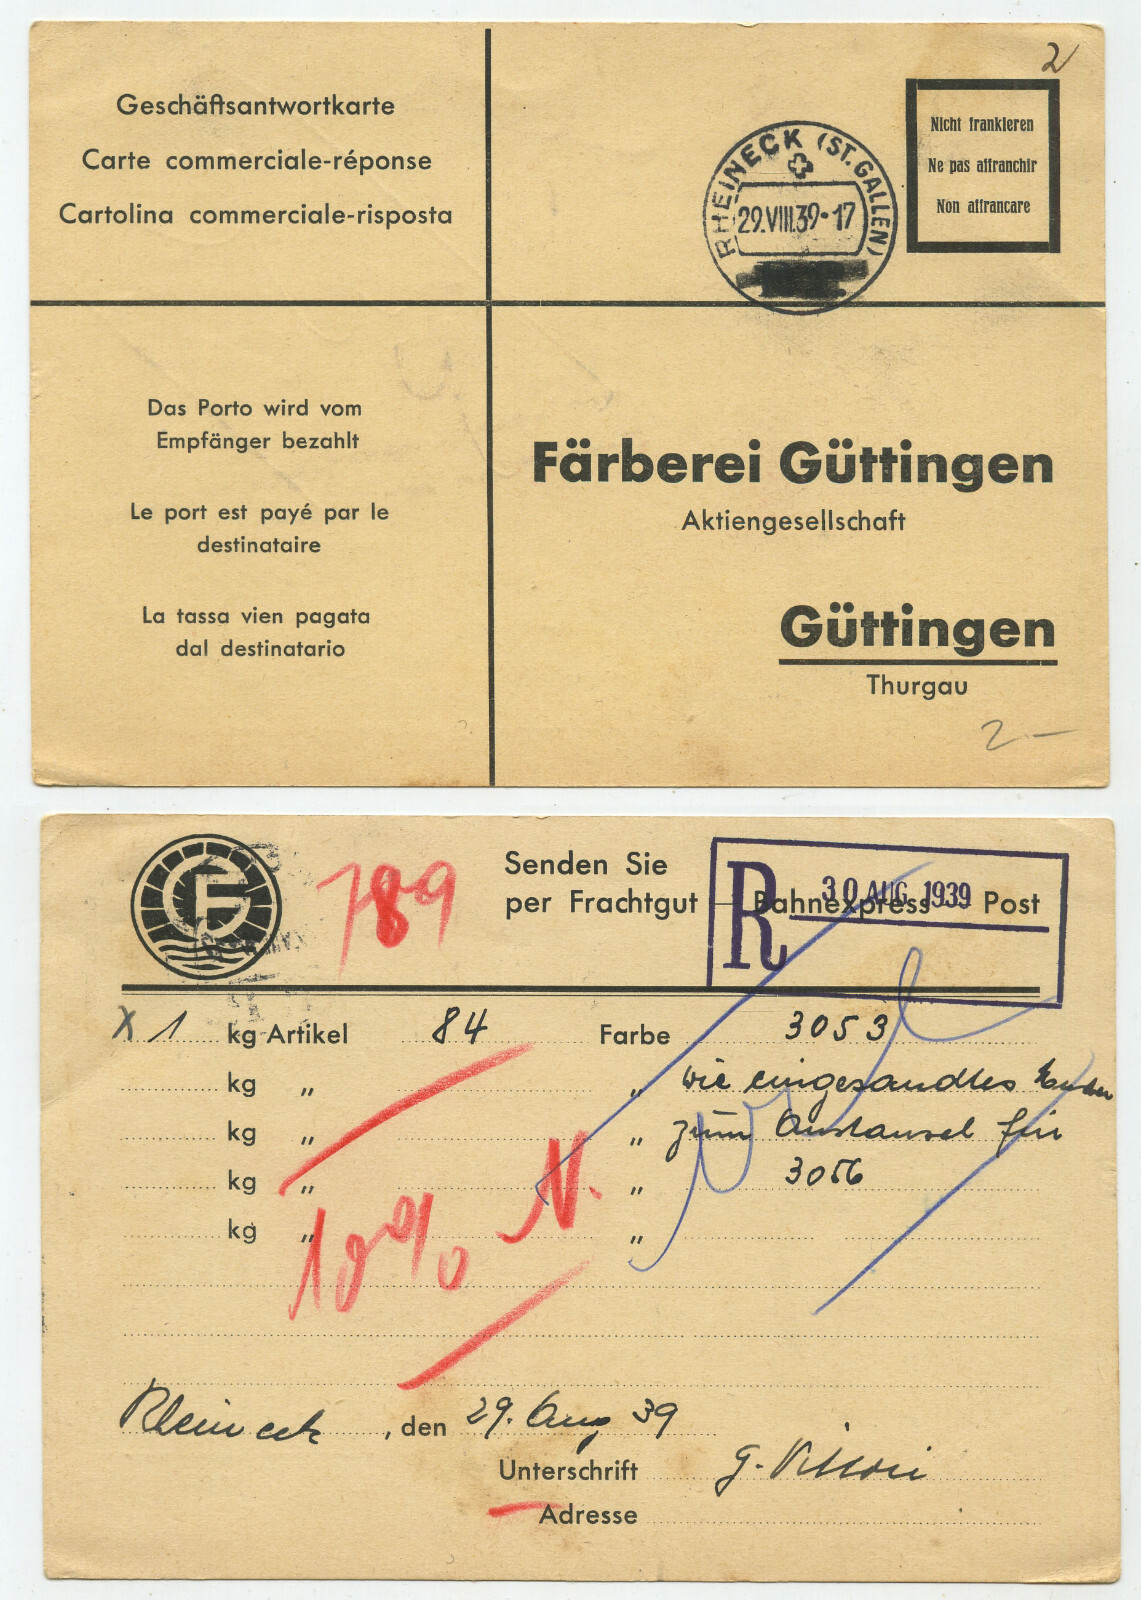 2
Geschäftsantwortkarte
Carte commerciale-réponse
Cartolina commerciale-risposta
RHEINECK (ST. GALLEN)
29.VIII.39-17
Nicht frankieren
Ne pas affranchir
Non affrancare
Das Porto wird vom
Empfänger bezahlt
Le port est payé par le
destinataire
La tassa vien pagata
dal destinatario
Färberei Güttingen
Aktiengesellschaft
Güttingen
Thurgau
2.—
F
789
Senden Sie
per Frachtgut — Bahnexpress — Post
R
30 AUG. 1939
X 1 kg Artikel 84 Farbe 3053
kg „ „ wie eingesandtes
kg „ „ zum Austausch für
kg „ „ 3056
kg „ „
10% N.
Rheineck, den 29. Aug 39
Unterschrift G.
Adresse